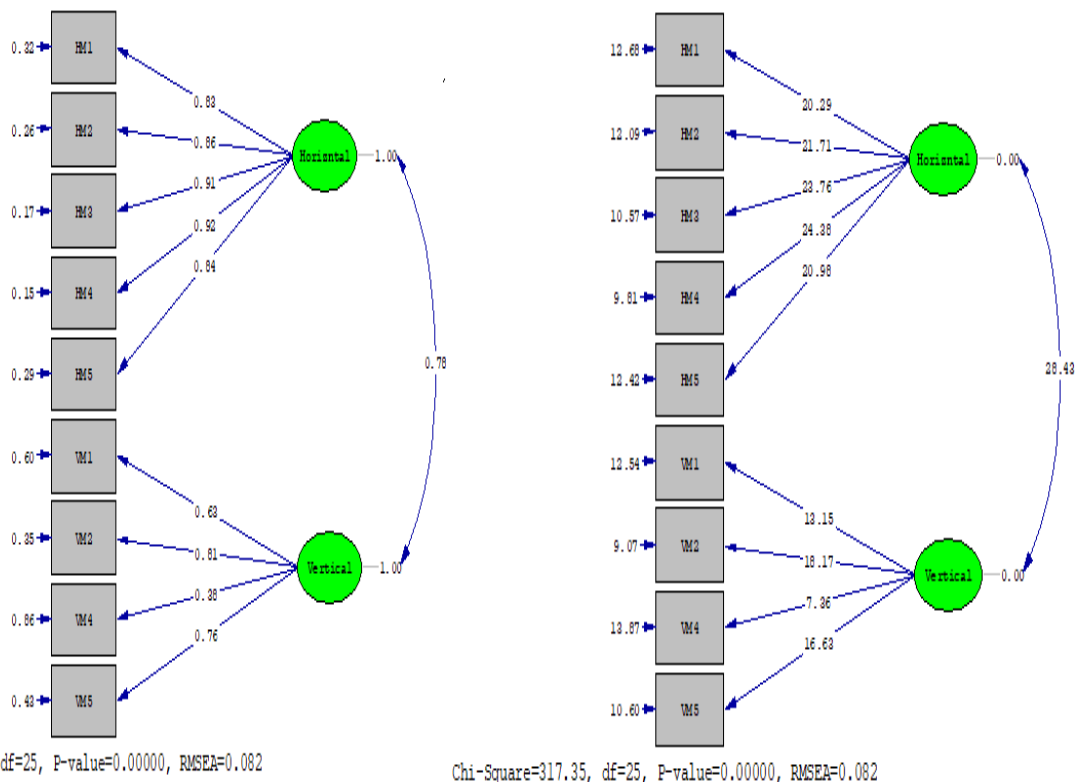 0.32 HM1
0.83
0.26 HM2
0.86
Horisntal 1.00
0.91
0.17 HM3
0.92
0.84
0.15 HM4
0.78
0.29 HM5
0.60 VM1
0.63
0.35 VM2
0.81
Vertical 1.00
0.38
0.86 VM4
0.76
0.43 VM5
df=25, P-value=0.00000, RMSEA=0.082
12.68 HM1
20.29
12.09 HM2
21.71
Horisntal 0.00
23.76
10.57 HM3
24.38
20.98
9.81 HM4
28.43
12.42 HM5
12.54 VM1
13.15
9.07 VM2
18.17
Vertical 0.00
7.36
13.87 VM4
16.63
10.60 VM5
Chi-Square=317.35, df=25, P-value=0.00000, RMSEA=0.082